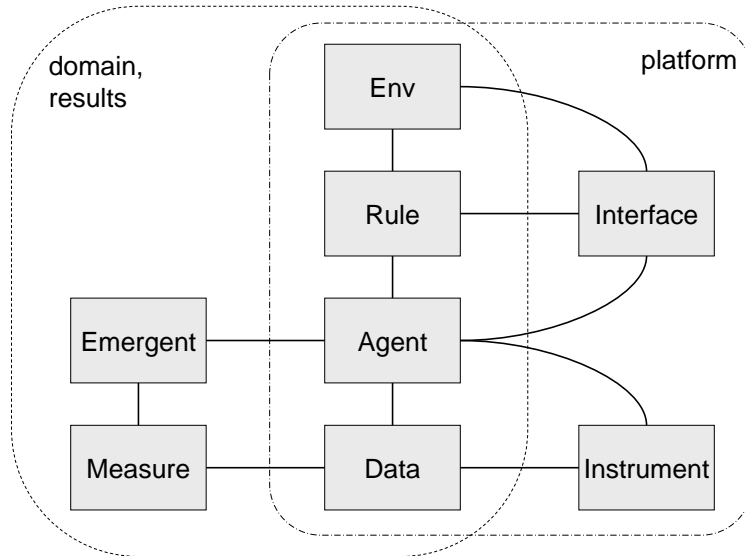 domain,
results
platform
Env
Rule
Interface
Emergent
Agent
Measure
Data
Instrument